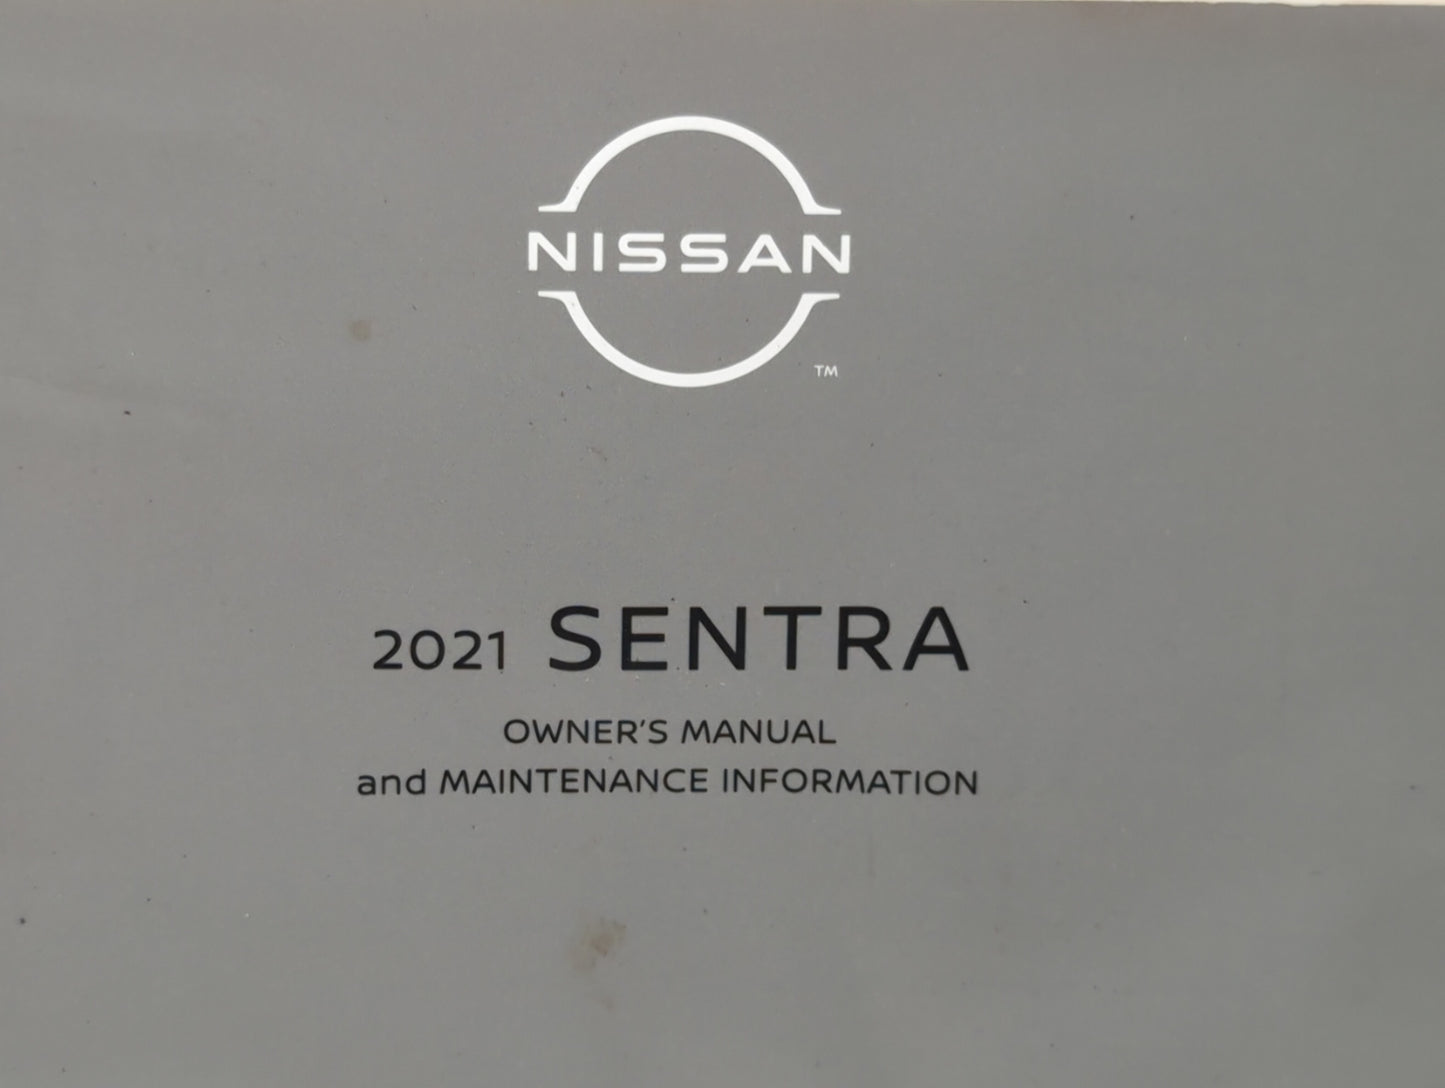 NISSAN
TM
2021 SENTRA
OWNER'S MANUAL
and MAINTENANCE INFORMATION